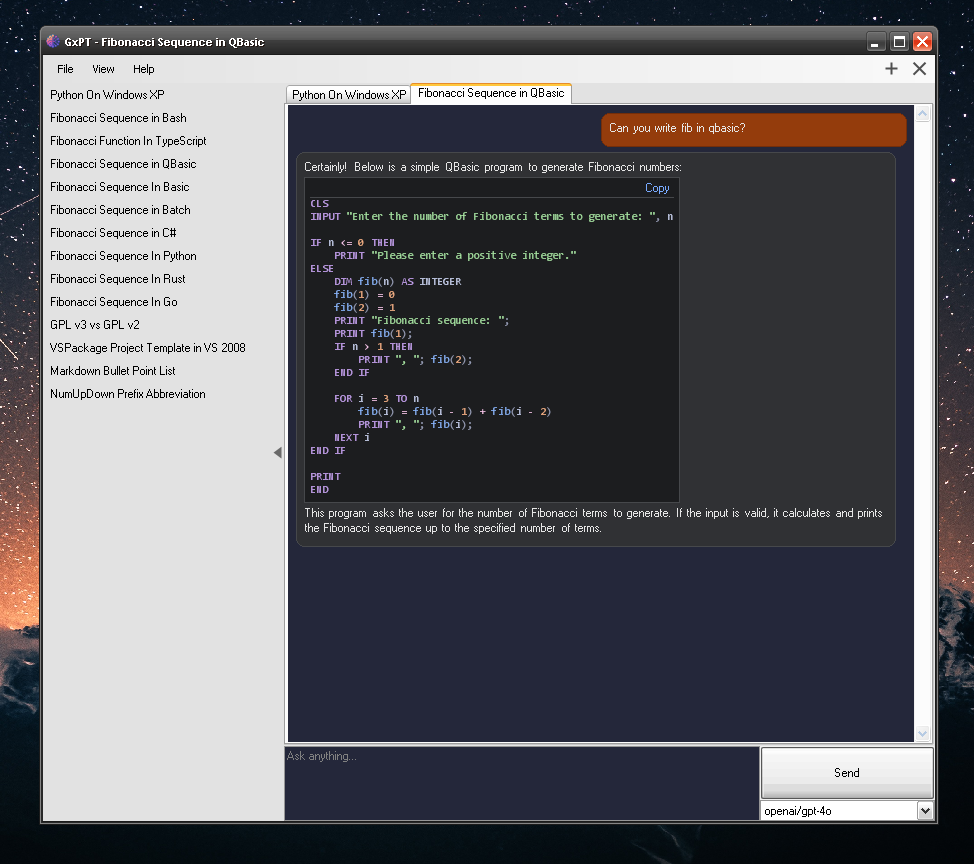 GxPT - Fibonacci Sequence in QBasic
File View Help
Python On Windows XP
Fibonacci Sequence in Bash
Fibonacci Function In TypeScript
Fibonacci Sequence in QBasic
Fibonacci Sequence In Basic
Fibonacci Sequence in Batch
Fibonacci Sequence in C#
Fibonacci Sequence In Python
Fibonacci Sequence In Rust
Fibonacci Sequence In Go
GPL v3 vs GPL v2
VSPackage Project Template in VS 2008
Markdown Bullet Point List
NumUpDown Prefix Abbreviation
Python On Windows XP Fibonacci Sequence in QBasic
Can you write fib in qbasic?
Certainly! Below is a simple QBasic program to generate Fibonacci numbers:
Copy
CLS
INPUT "Enter the number of Fibonacci terms to generate: ", n
IF n <= 0 THEN
    PRINT "Please enter a positive integer."
ELSE
    DIM fib(n) AS INTEGER
    fib(1) = 0
    fib(2) = 1
    PRINT "Fibonacci sequence: ";
    PRINT fib(1);
    IF n > 1 THEN
        PRINT ", "; fib(2);
    END IF
    FOR i = 3 TO n
        fib(i) = fib(i - 1) + fib(i - 2)
        PRINT ", "; fib(i);
    NEXT i
END IF
PRINT
END
This program asks the user for the number of Fibonacci terms to generate. If the input is valid, it calculates and prints
the Fibonacci sequence up to the specified number of terms.
Ask anything...
Send
openai/gpt-4o